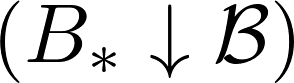 (B_* ↓ ℬ)